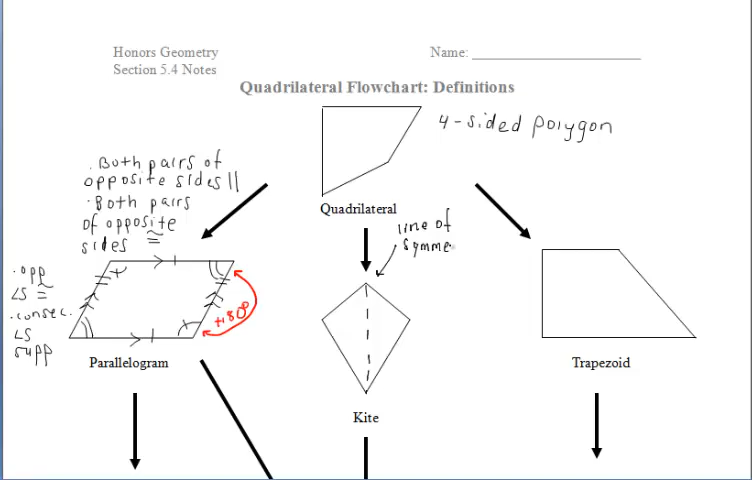 Honors Geometry
Name:
Section 5.4 Notes
Quadrilateral Flowchart: Definitions
4-sided polygon
Quadrilateral
· Both pairs of
opposite sides ||
· Both pairs
of opposite
sides ≅
line of
symme
· opp
∠s ≅
· consec.
∠s
supp
180°
Parallelogram
Kite
Trapezoid